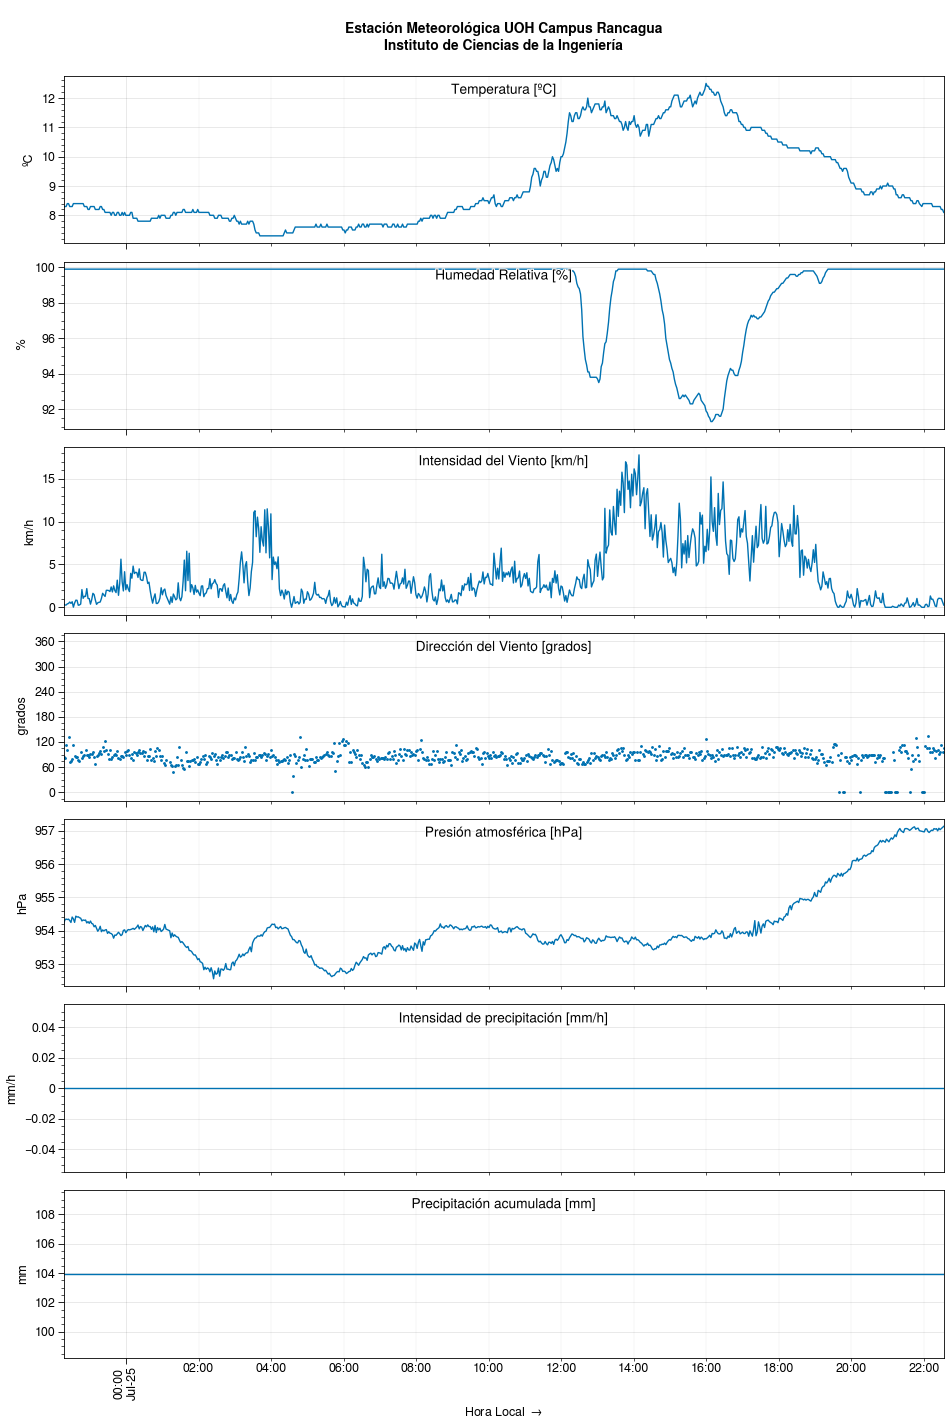 Estación Meteorológica UOH Campus Rancagua
Instituto de Ciencias de la Ingeniería
Temperatura [ºC]
ºC
12
11
10
9
8
Humedad Relativa [%]
%
100
98
96
94
92
Intensidad del Viento [km/h]
km/h
15
10
5
0
Dirección del Viento [grados]
grados
360
300
240
180
120
60
0
Presión atmosférica [hPa]
hPa
957
956
955
954
953
Intensidad de precipitación [mm/h]
mm/h
0.04
0.02
0
−0.02
−0.04
Precipitación acumulada [mm]
mm
108
106
104
102
100
00:00
Jul-25
02:00
04:00
06:00
08:00
10:00
12:00
14:00
16:00
18:00
20:00
22:00
Hora Local →